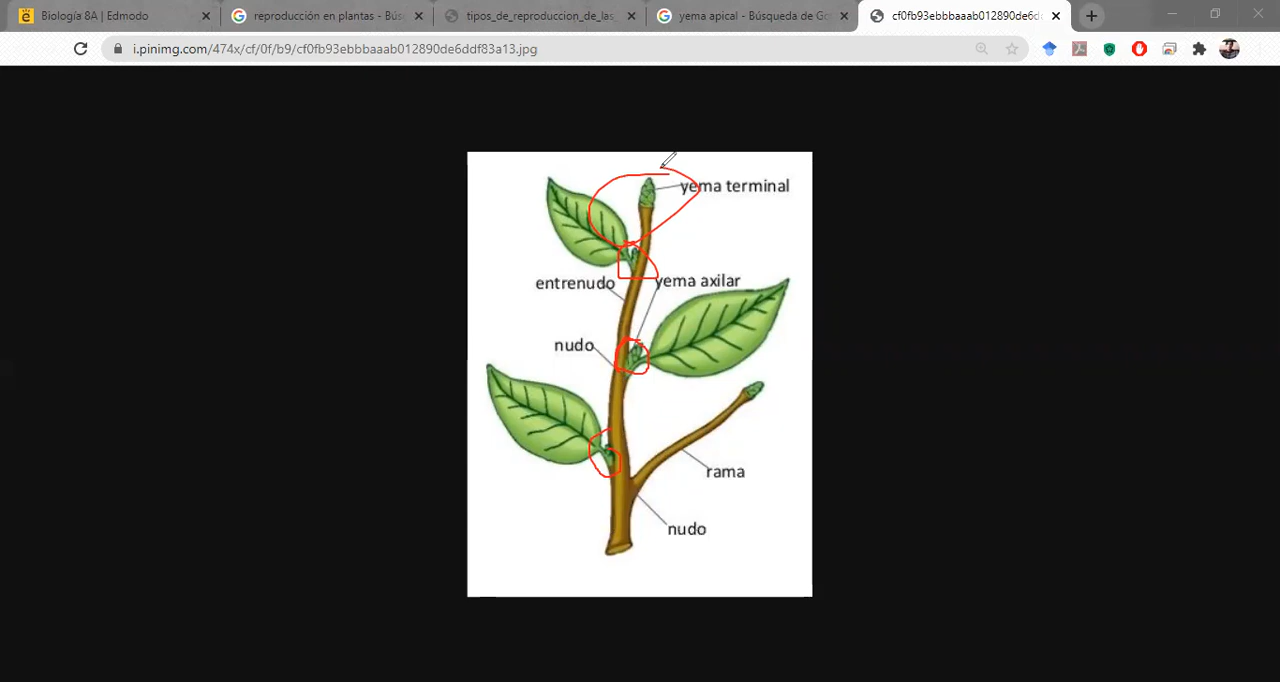 Biología 8A | Edmodo
reproducción en plantas - Bús
tipos_de_reproduccion_de_las_
yema apical - Búsqueda de Go
cf0fb93ebbbaaab012890de6d
i.pinimg.com/474x/cf/0f/b9/cf0fb93ebbbaaab012890de6ddf83a13.jpg
yema terminal
entrenudo
yema axilar
nudo
rama
nudo